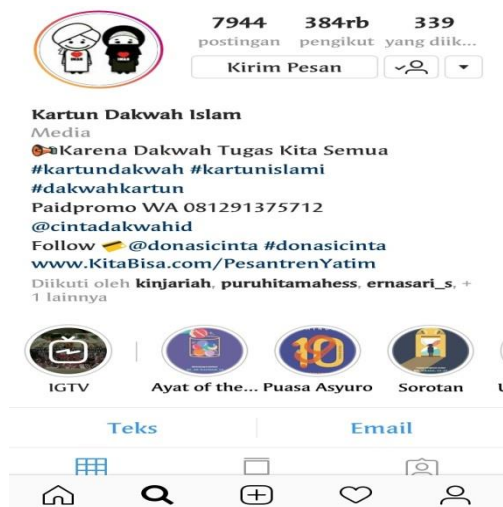 7944 384rb 339
postingan pengikut yang diik...
Kirim Pesan
Kartun Dakwah Islam
Media
Karena Dakwah Tugas Kita Semua
#kartundakwah #kartunislami
#dakwahkartun
Paidpromo WA 081291375712
@cintadakwahid
Follow @donasicinta #donasicinta
www.KitaBisa.com/PesantrenYatim
Diikuti oleh kinjariah, puruhitamahess, ernasari_s, +
1 lainnya
10
IGTV Ayat of the... Puasa Asyuro Sorotan
Teks Email